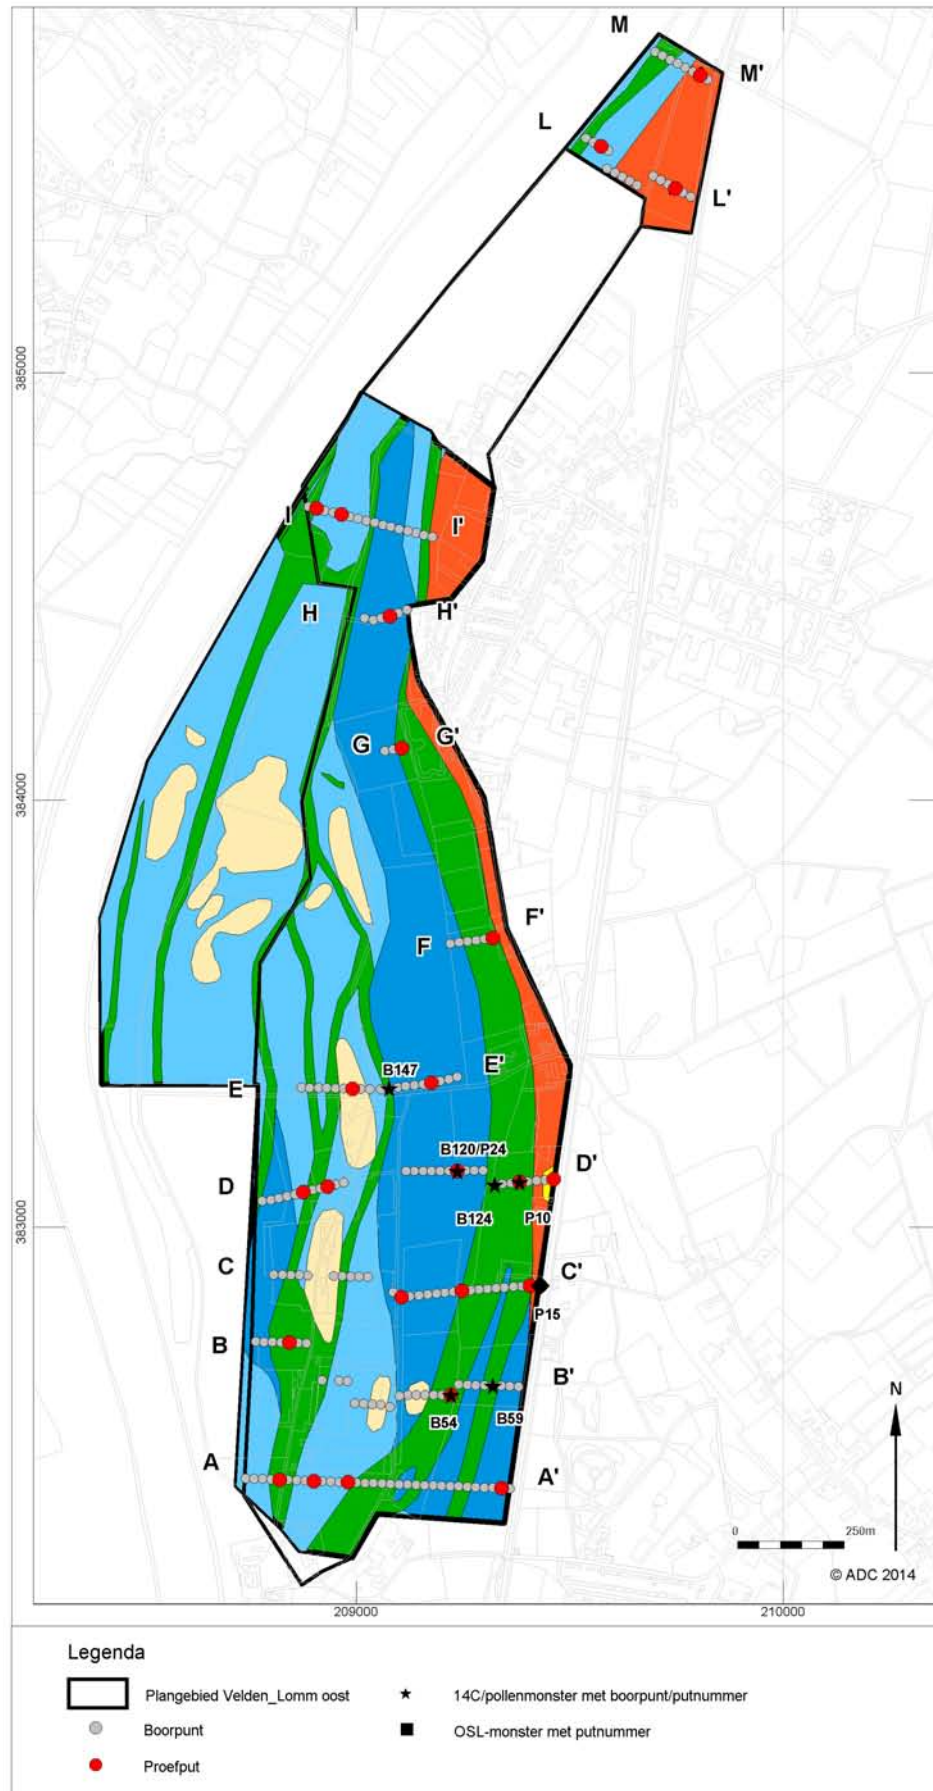 M
M'
L
L'
385000
I
I'
H
H'
G
G'
384000
F
F'
E
B147
E'
D
B120/P24
D'
B124
P10
383000
C
C'
P15
B
B'
B54
B59
N
A
A'
0
250m
© ADC 2014
209000
210000
Legenda
Plangebied Velden_Lomm oost
14C/pollenmonster met boorpunt/putnummer
Boorpunt
OSL-monster met putnummer
Proefput